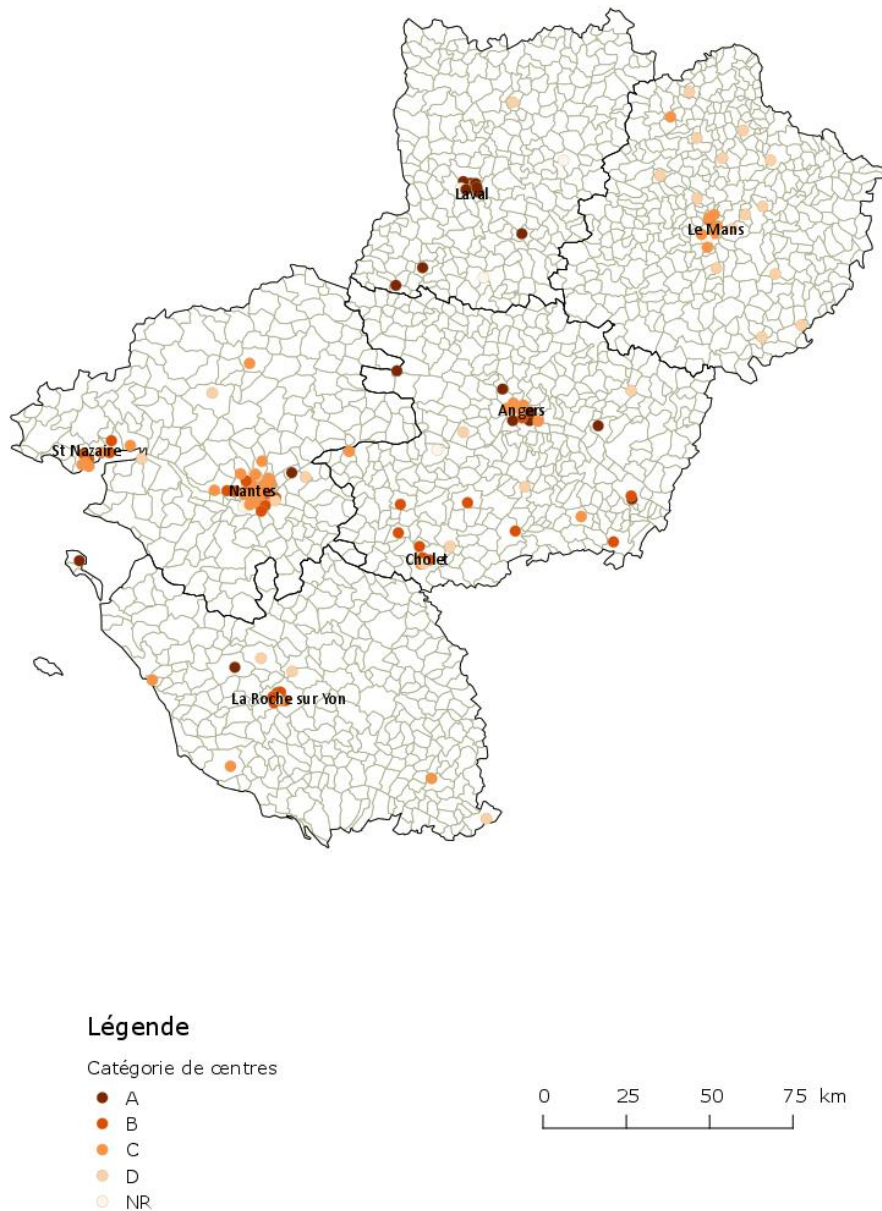 Laval
Le Mans
Angers
St Nazaire
Nantes
Cholet
La Roche sur Yon
Légende
Catégorie de centres
A
B
C
D
NR
0 25 50 75 km